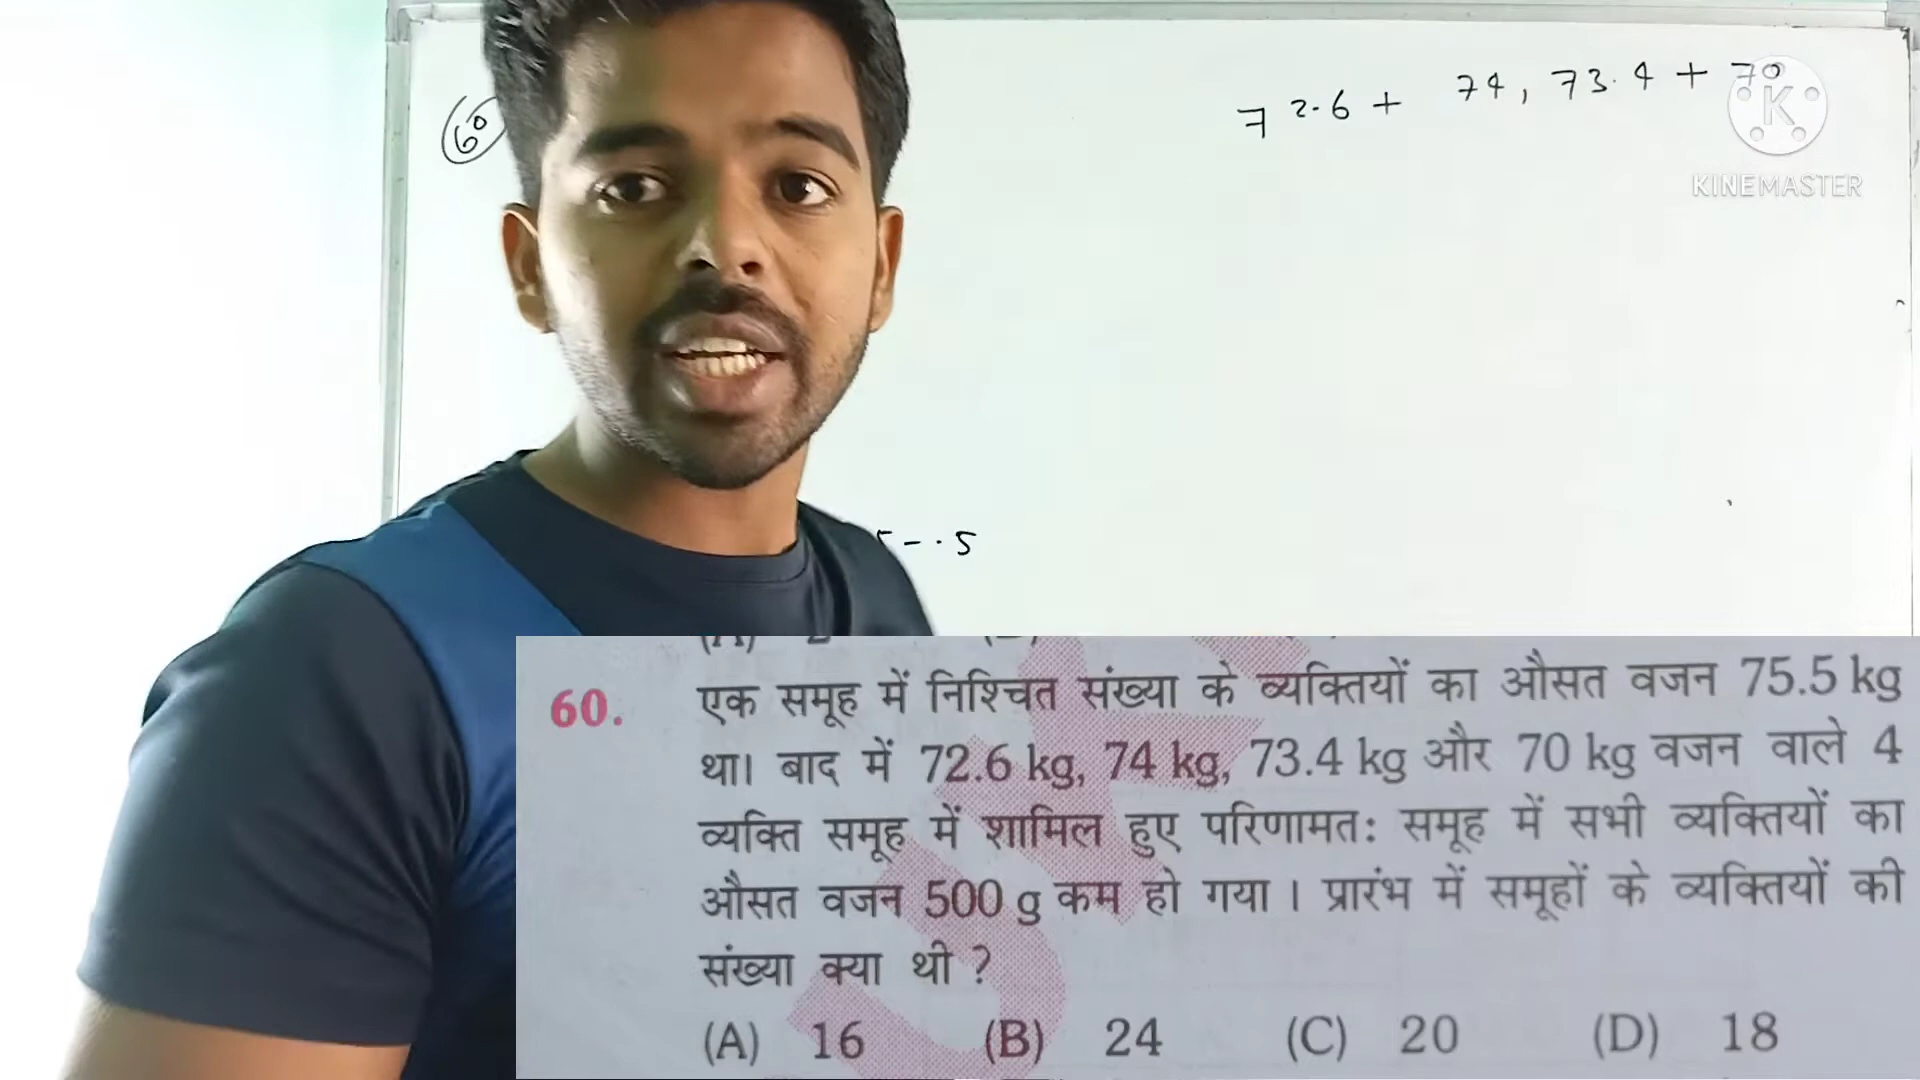 60
72.6 + 74, 73.4 + 70
KINEMASTER
- .5
60. एक समूह में निश्चित संख्या के व्यक्तियों का औसत वजन 75.5 kg
था। बाद में 72.6 kg, 74 kg, 73.4 kg और 70 kg वजन वाले 4
व्यक्ति समूह में शामिल हुए परिणामतः समूह में सभी व्यक्तियों का
औसत वजन 500 g कम हो गया । प्रारंभ में समूहों के व्यक्तियों की
संख्या क्या थी ?
(A) 16 (B) 24 (C) 20 (D) 18